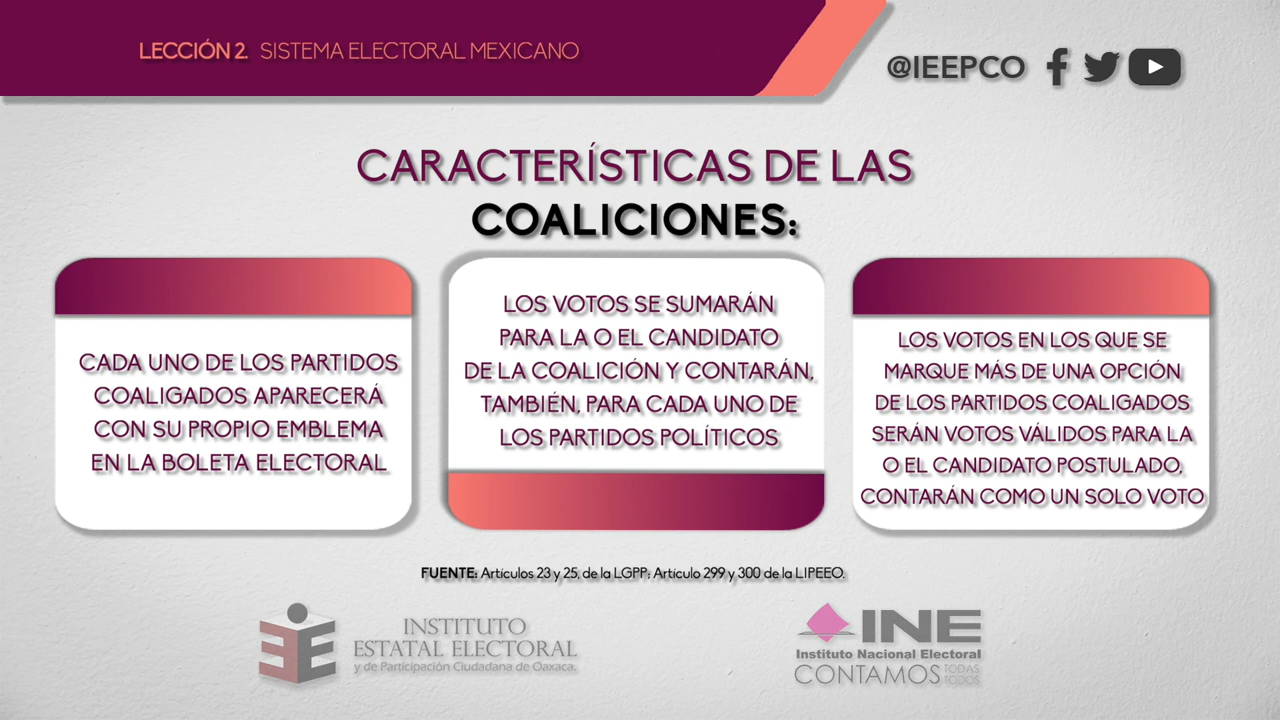 LECCIÓN 2. SISTEMA ELECTORAL MEXICANO
@IEEPCO
CARACTERÍSTICAS DE LAS
COALICIONES:
CADA UNO DE LOS PARTIDOS
COALIGADOS APARECERÁ
CON SU PROPIO EMBLEMA
EN LA BOLETA ELECTORAL
LOS VOTOS SE SUMARÁN
PARA LA O EL CANDIDATO
DE LA COALICIÓN Y CONTARÁN,
TAMBIÉN, PARA CADA UNO DE
LOS PARTIDOS POLÍTICOS
LOS VOTOS EN LOS QUE SE
MARQUE MÁS DE UNA OPCIÓN
DE LOS PARTIDOS COALIGADOS
SERÁN VOTOS VÁLIDOS PARA LA
O EL CANDIDATO POSTULADO,
CONTARÁN COMO UN SOLO VOTO
FUENTE: Artículos 23 y 25, de la LGPP; Artículo 299 y 300 de la LIPEEO.
INSTITUTO
ESTATAL ELECTORAL
y de Participación Ciudadana de Oaxaca.
INE
Instituto Nacional Electoral
CONTAMOS TODAS
TODOS